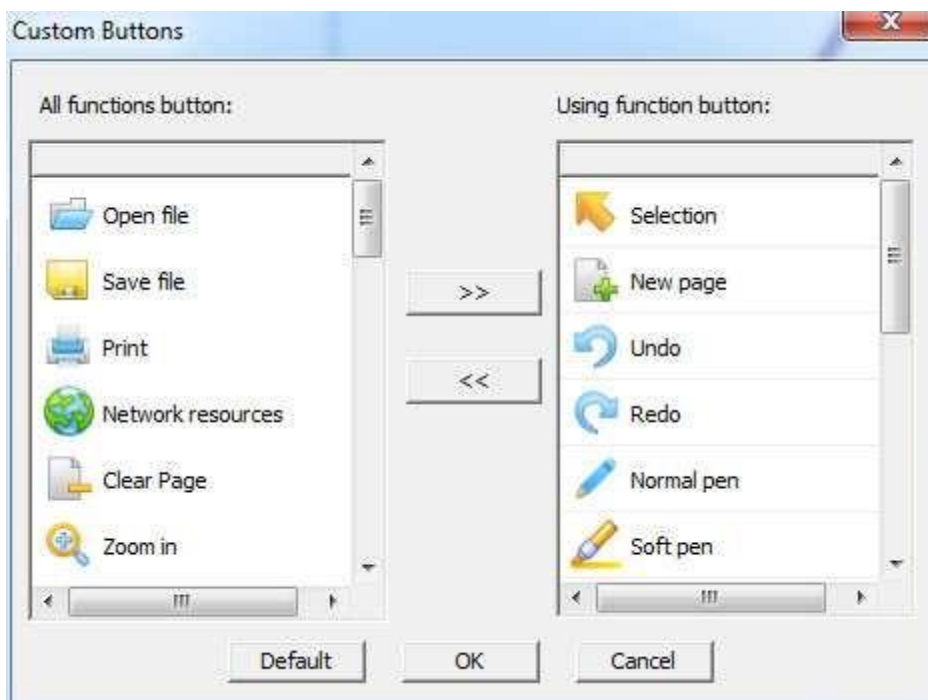 Custom Buttons
X
All functions button:
Open file
Save file
Print
Network resources
Clear Page
Zoom in
>>
<<
Using function button:
Selection
New page
Undo
Redo
Normal pen
Soft pen
Default
OK
Cancel